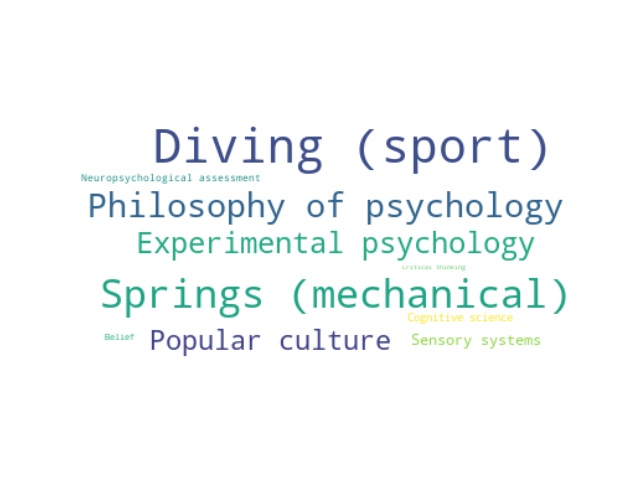 Diving (sport)
Neuropsychological assessment
Philosophy of psychology
Experimental psychology
Critical thinking
Springs (mechanical)
Cognitive science
Belief
Popular culture
Sensory systems